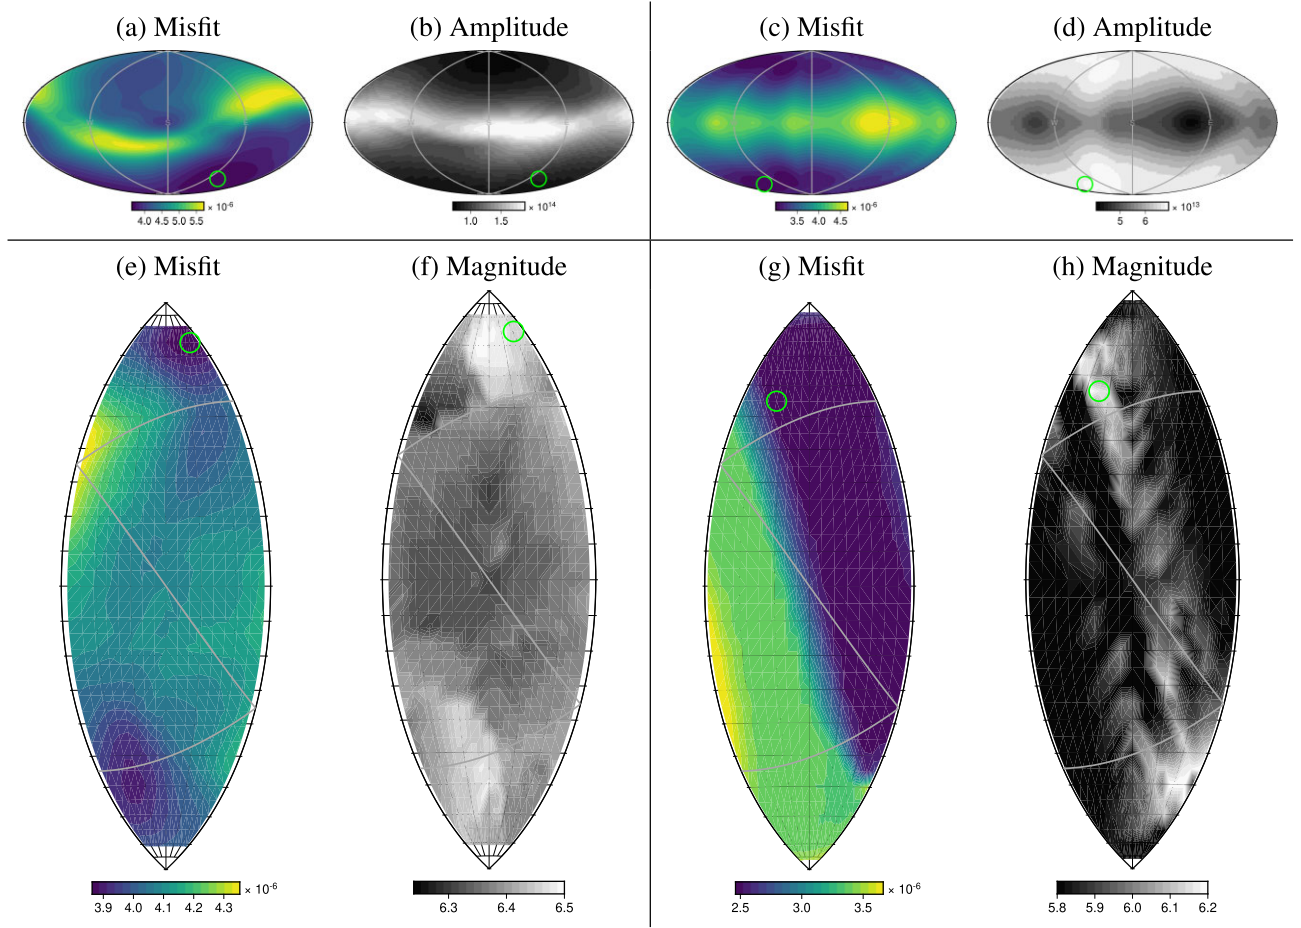 (a) Misfit
(b) Amplitude
(c) Misfit
(d) Amplitude
4.0 4.5 5.0 5.5 × 10-6
1.0 1.5 × 1014
3.5 4.0 4.5 × 10-6
5 6 × 1013
(e) Misfit
(f) Magnitude
(g) Misfit
(h) Magnitude
3.9 4.0 4.1 4.2 4.3 × 10-6
6.3 6.4 6.5
2.5 3.0 3.5 × 10-6
5.8 5.9 6.0 6.1 6.2